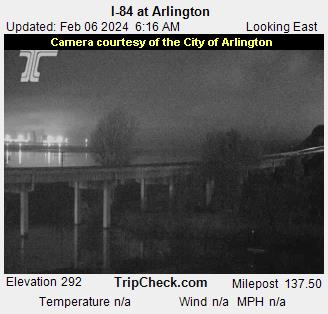 I-84 at Arlington
Updated: Feb 06 2024 6:16 AM Looking East
Camera courtesy of the City of Arlington
Elevation 292 TripCheck.com Milepost 137.50
Temperature n/a Wind n/a MPH n/a